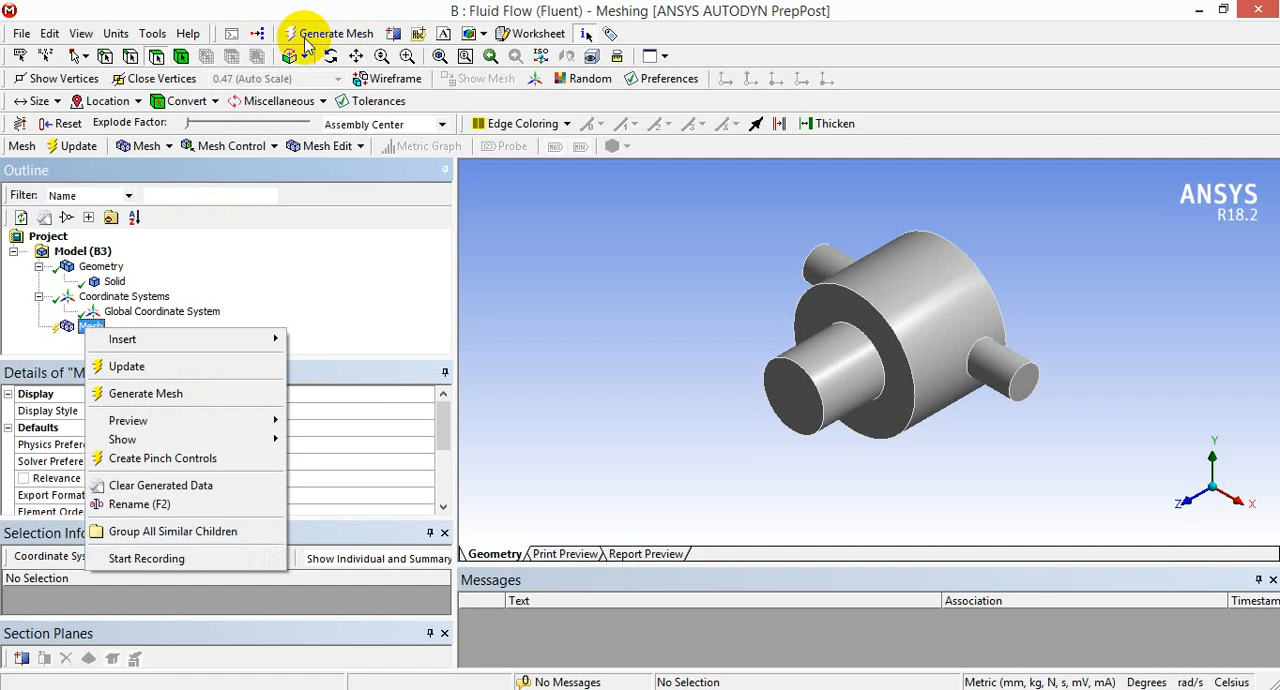 B : Fluid Flow (Fluent) - Meshing [ANSYS AUTODYN PrepPost]
File Edit View Units Tools Help Generate Mesh A Worksheet i
ISO
Show Vertices Close Vertices 0.47 (Auto Scale) Wireframe Show Mesh Random Preferences
Size Location Convert Miscellaneous Tolerances
Reset Explode Factor: Assembly Center Edge Coloring Thicken
Mesh Update Mesh Mesh Control Mesh Edit Metric Graph Probe MAX MIN
Outline
Filter: Name
Project
Model (B3)
Geometry
Solid
Coordinate Systems
Global Coordinate System
Mesh
Insert
Update
Generate Mesh
Preview
Show
Create Pinch Controls
Clear Generated Data
Rename (F2)
Group All Similar Children
Start Recording
Details of "M
Display
Display Style
Defaults
Physics Prefere
Solver Prefere
Relevance
Export Format
Element Order
Selection Info
Coordinate Sys Show Individual and Summary
No Selection
Section Planes
ANSYS
R18.2
Y
Z X
Geometry Print Preview Report Preview
Messages
Text Association Timestam
0 No Messages No Selection Metric (mm, kg, N, s, mV, mA) Degrees rad/s Celsius